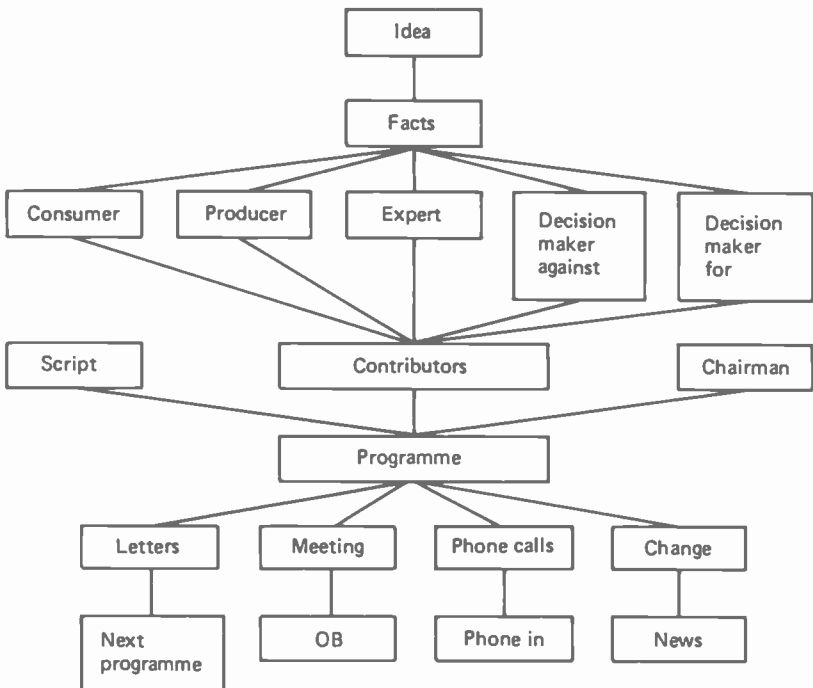 Idea
Facts
Consumer
Producer
Expert
Decision
maker
against
Decision
maker
for
Script
Contributors
Chairman
Programme
Letters
Meeting
Phone calls
Change
Next
programme
OB
Phone in
News